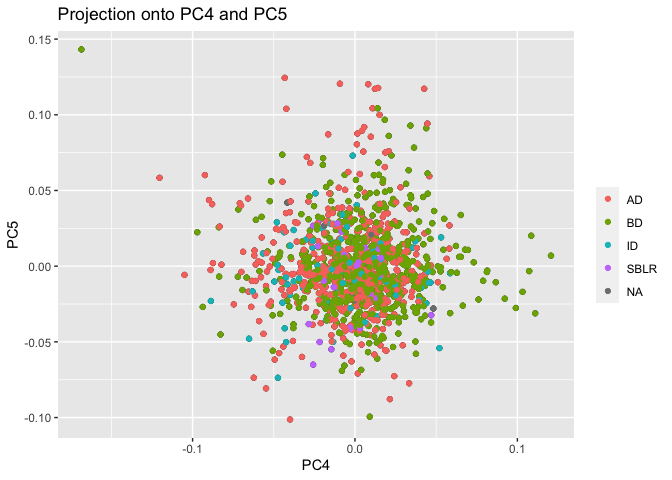 Projection onto PC4 and PC5
0.15
0.10
0.05
0.00
-0.05
-0.10
PC5
-0.1
0.0
0.1
PC4
AD
BD
ID
SBLR
NA